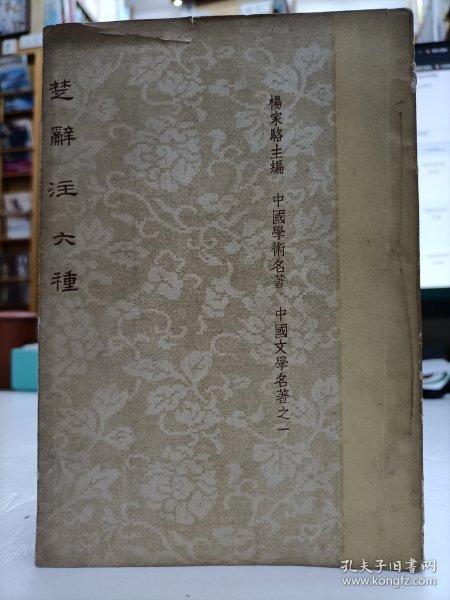 楊家駱主編 中國學術名著 中國文學名著之一
楚辭注六種
孔夫子旧书网
www.kongfz.com